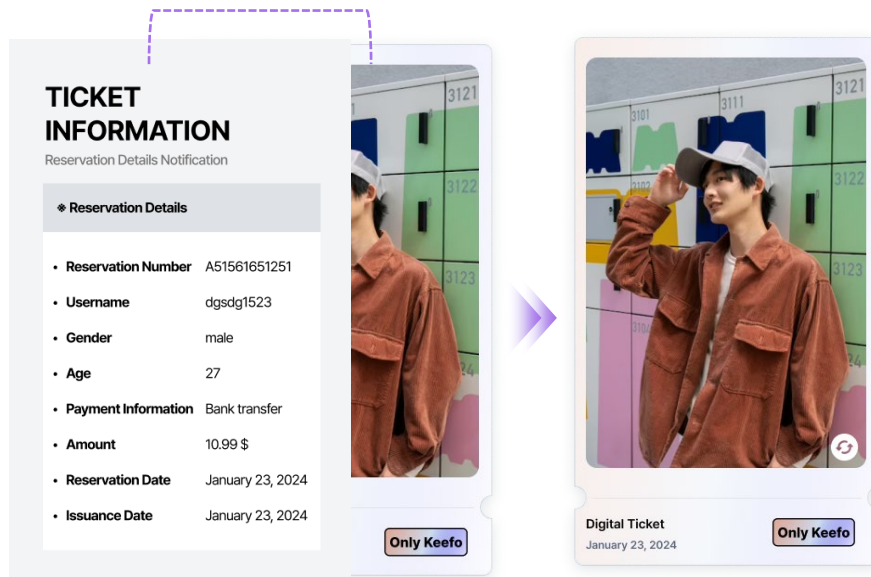 TICKET
INFORMATION
Reservation Details Notification
※ Reservation Details
• Reservation Number A51561651251
• Username dgsdg1523
• Gender male
• Age 27
• Payment Information Bank transfer
• Amount 10.99 $
• Reservation Date January 23, 2024
• Issuance Date January 23, 2024
3121
3122
3123
Only Keefo
3101
3111
3121
3102
3122
3123
Digital Ticket
January 23, 2024
Only Keefo